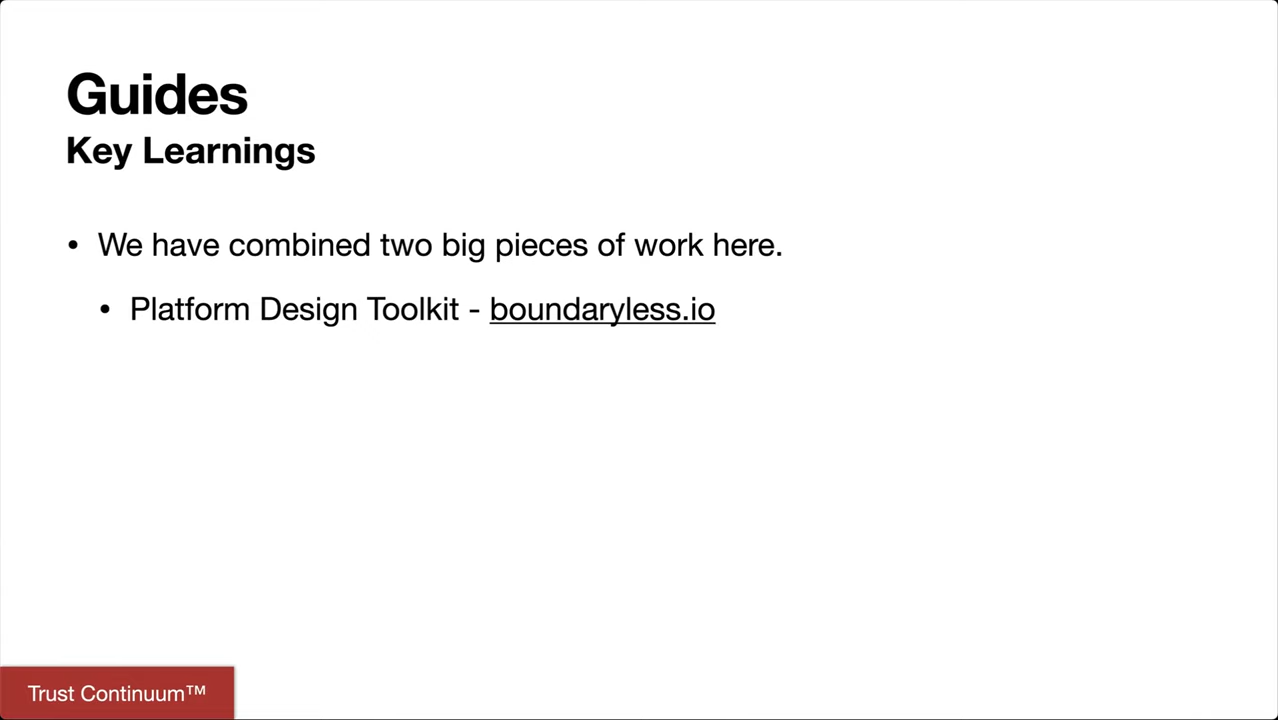 Guides
Key Learnings
• We have combined two big pieces of work here.
• Platform Design Toolkit - boundaryless.io
Trust Continuum™